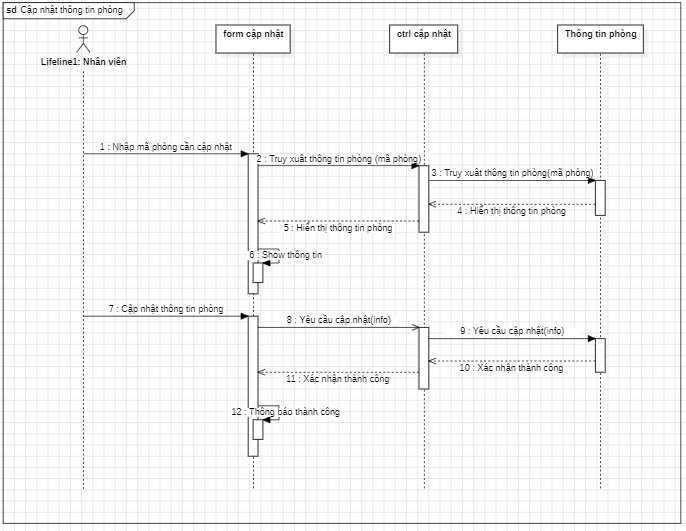 sd Cập nhật thông tin phòng
form cập nhật
ctrl cập nhật
Thông tin phòng
Lifeline1: Nhân viên
1 : Nhập mã phòng cần cập nhật
2 : Truy xuất thông tin phòng (mã phòng)
3 : Truy xuất thông tin phòng(mã phòng)
4 : Hiển thị thông tin phòng
5 : Hiển thị thông tin phòng
6 : Show thông tin
7 : Cập nhật thông tin phòng
8 : Yêu cầu cập nhật(info)
9 : Yêu cầu cập nhật(info)
10 : Xác nhận thành công
11 : Xác nhận thành công
12 : Thông báo thành công